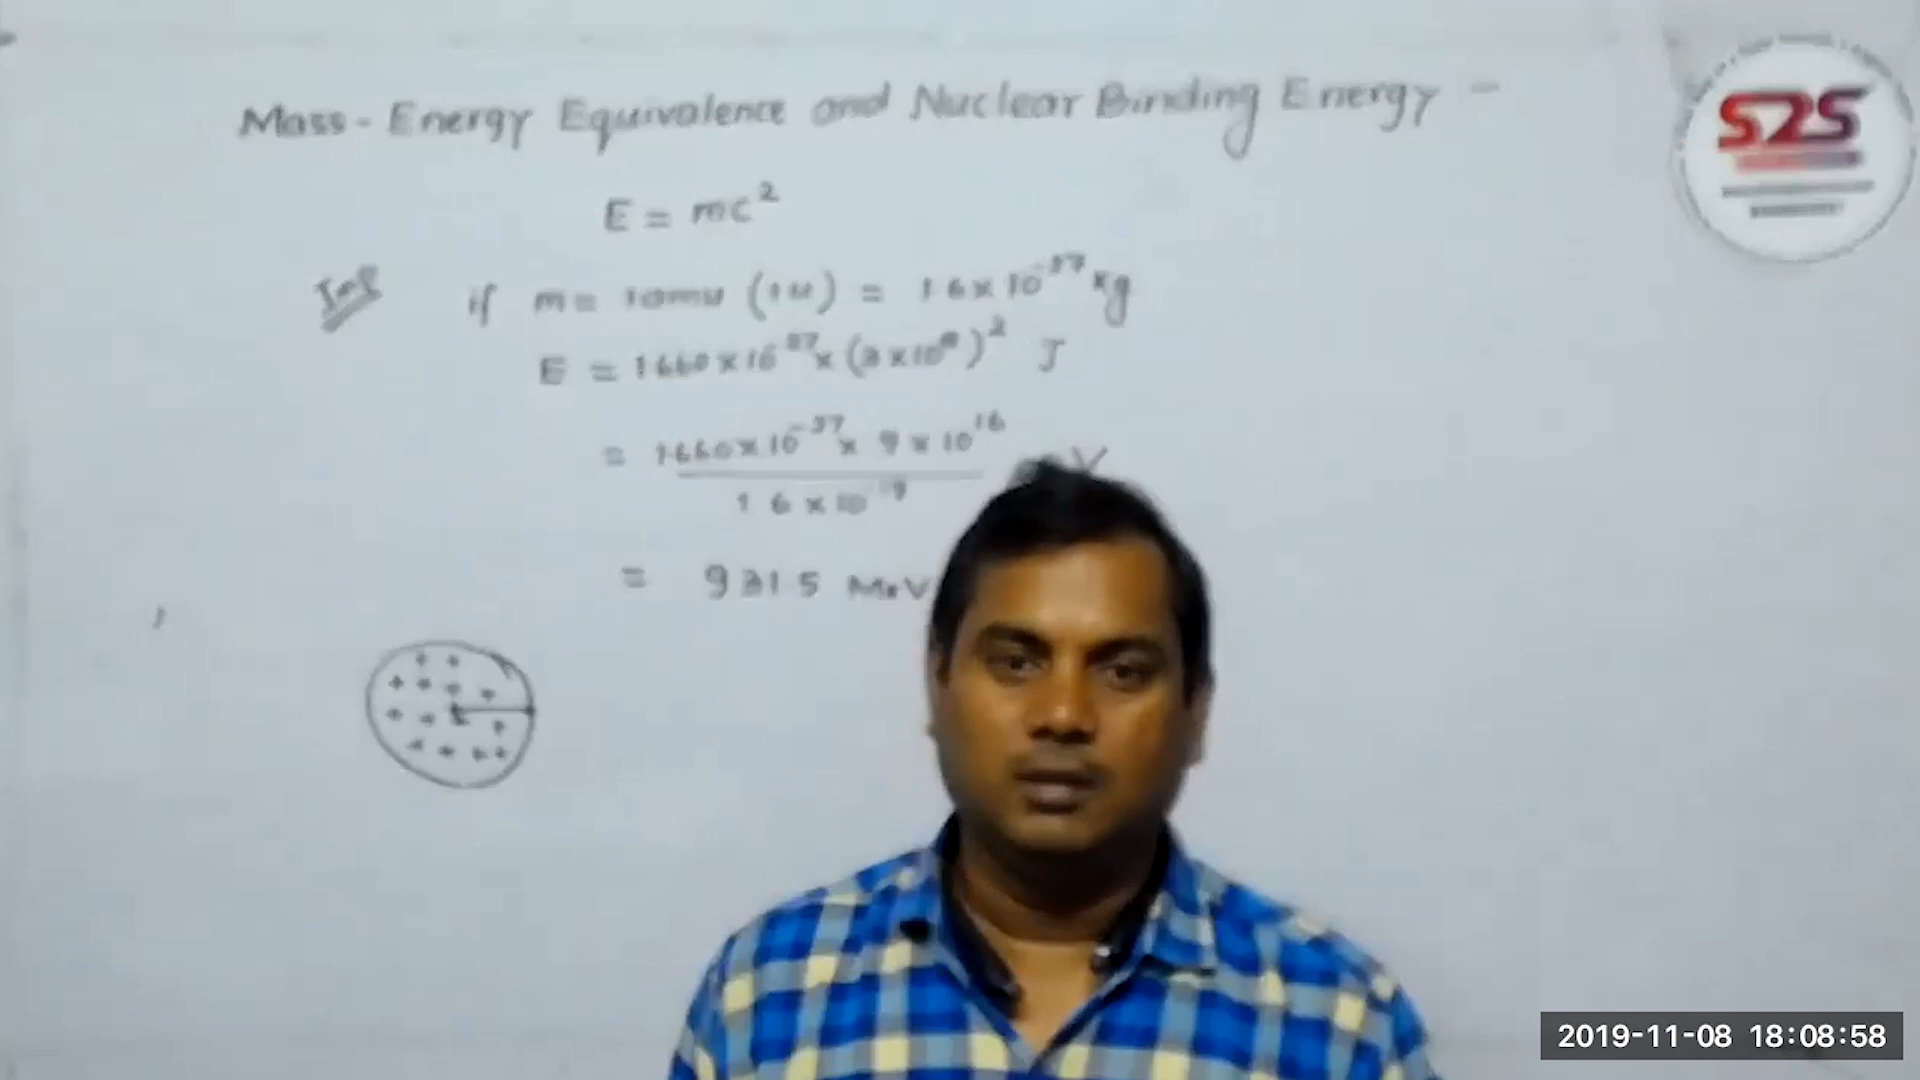 Mass - Energy Equivalence and Nuclear Binding Energy -
S2S
E = mc²
Imp
if m = 1amu (1u) = 1.6 × 10⁻²⁷ kg
E = 1.660 × 10⁻²⁷ × (3 × 10⁸)² J
= 1.660 × 10⁻²⁷ × 9 × 10¹⁶
1.6 × 10⁻¹⁹
= 931.5 MeV
2019-11-08 18:08:58